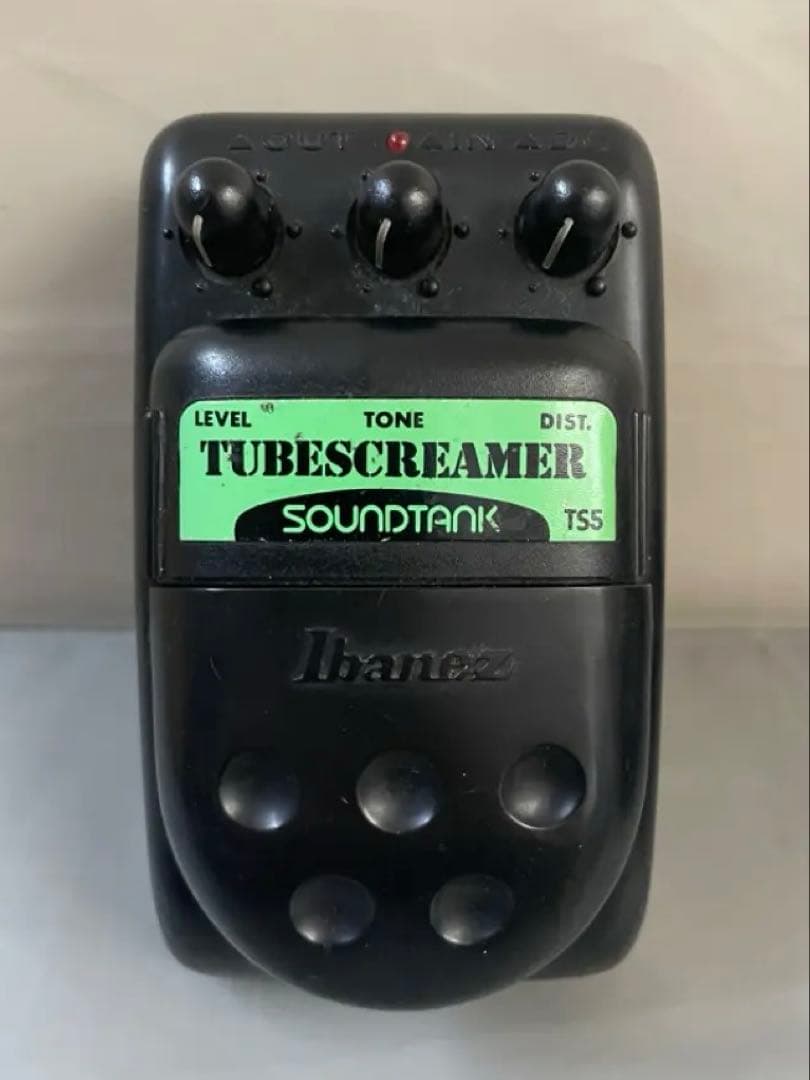 OUT IN
LEVEL TONE DIST.
TUBESCREAMER
SOUNDTANK TS5
Ibanez